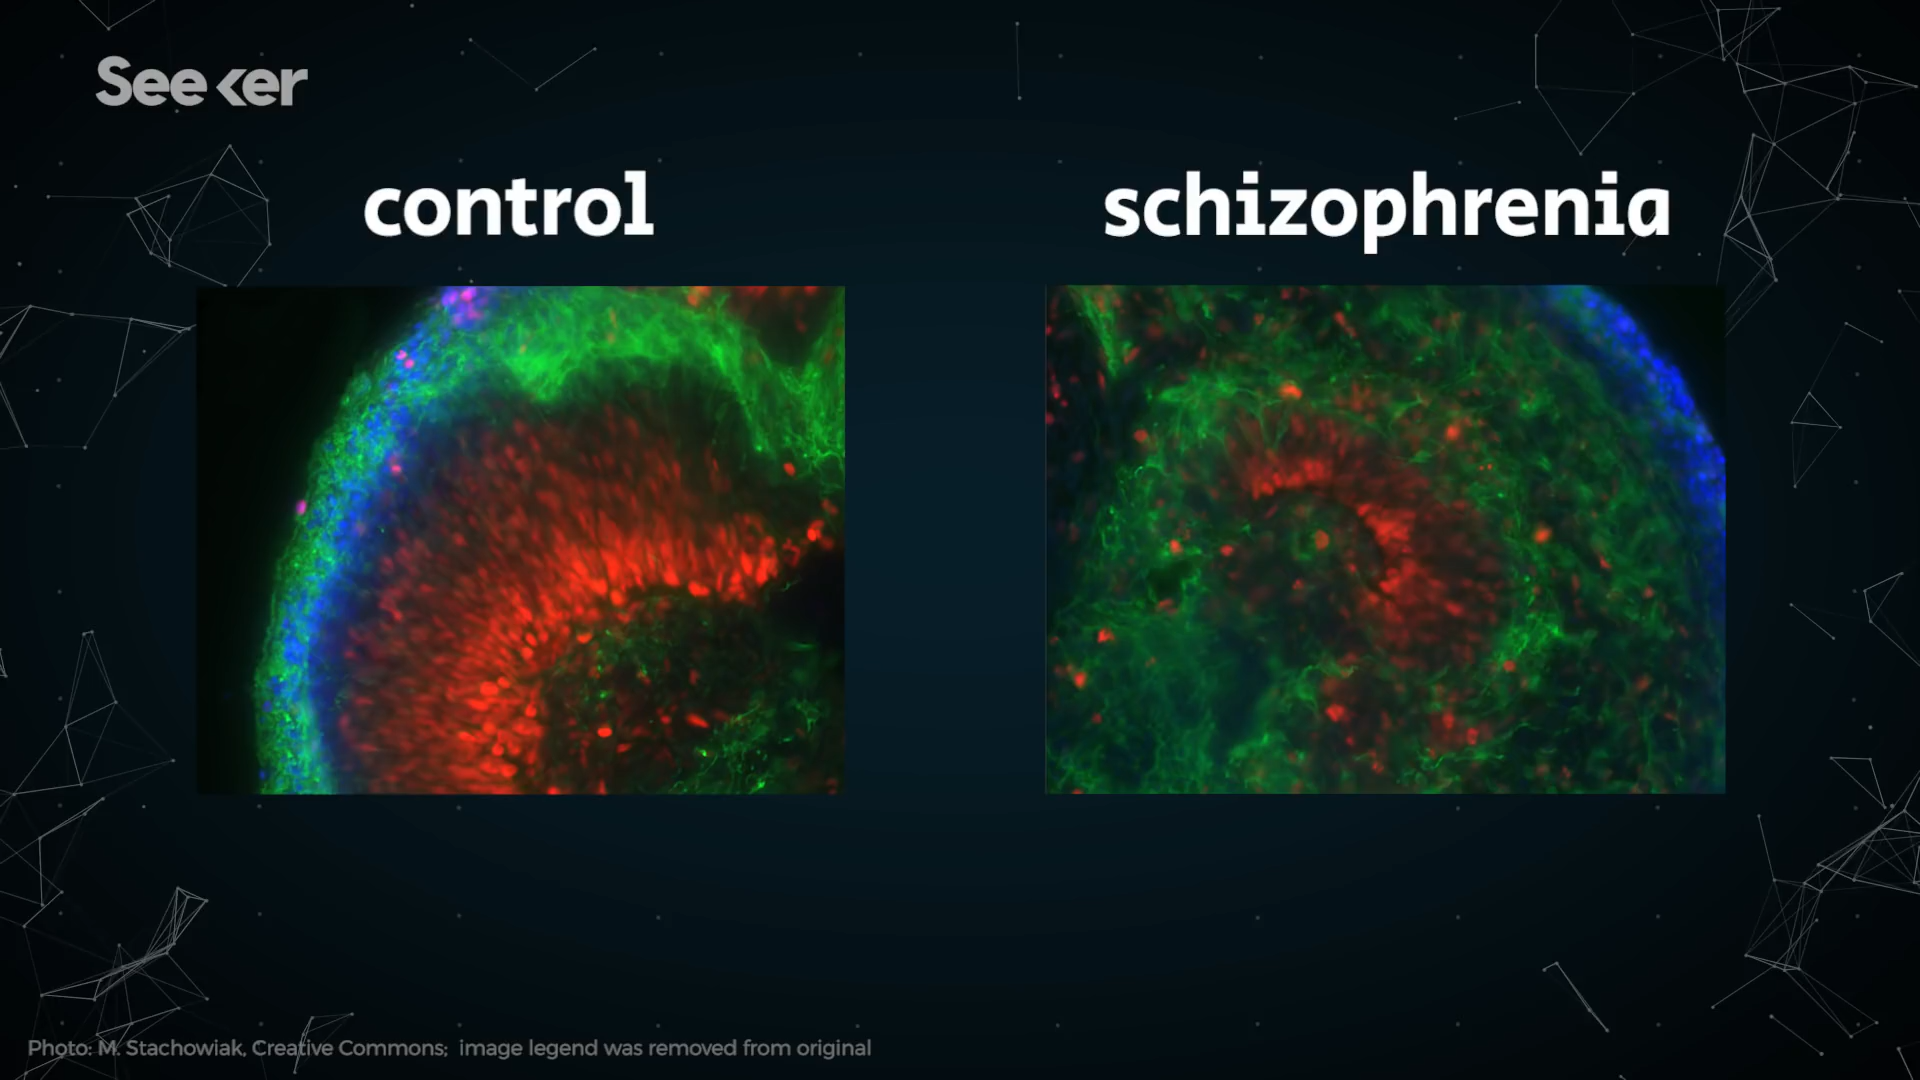 Seeker
control
schizophrenia
Photo: M. Stachowiak, Creative Commons; image legend was removed from original